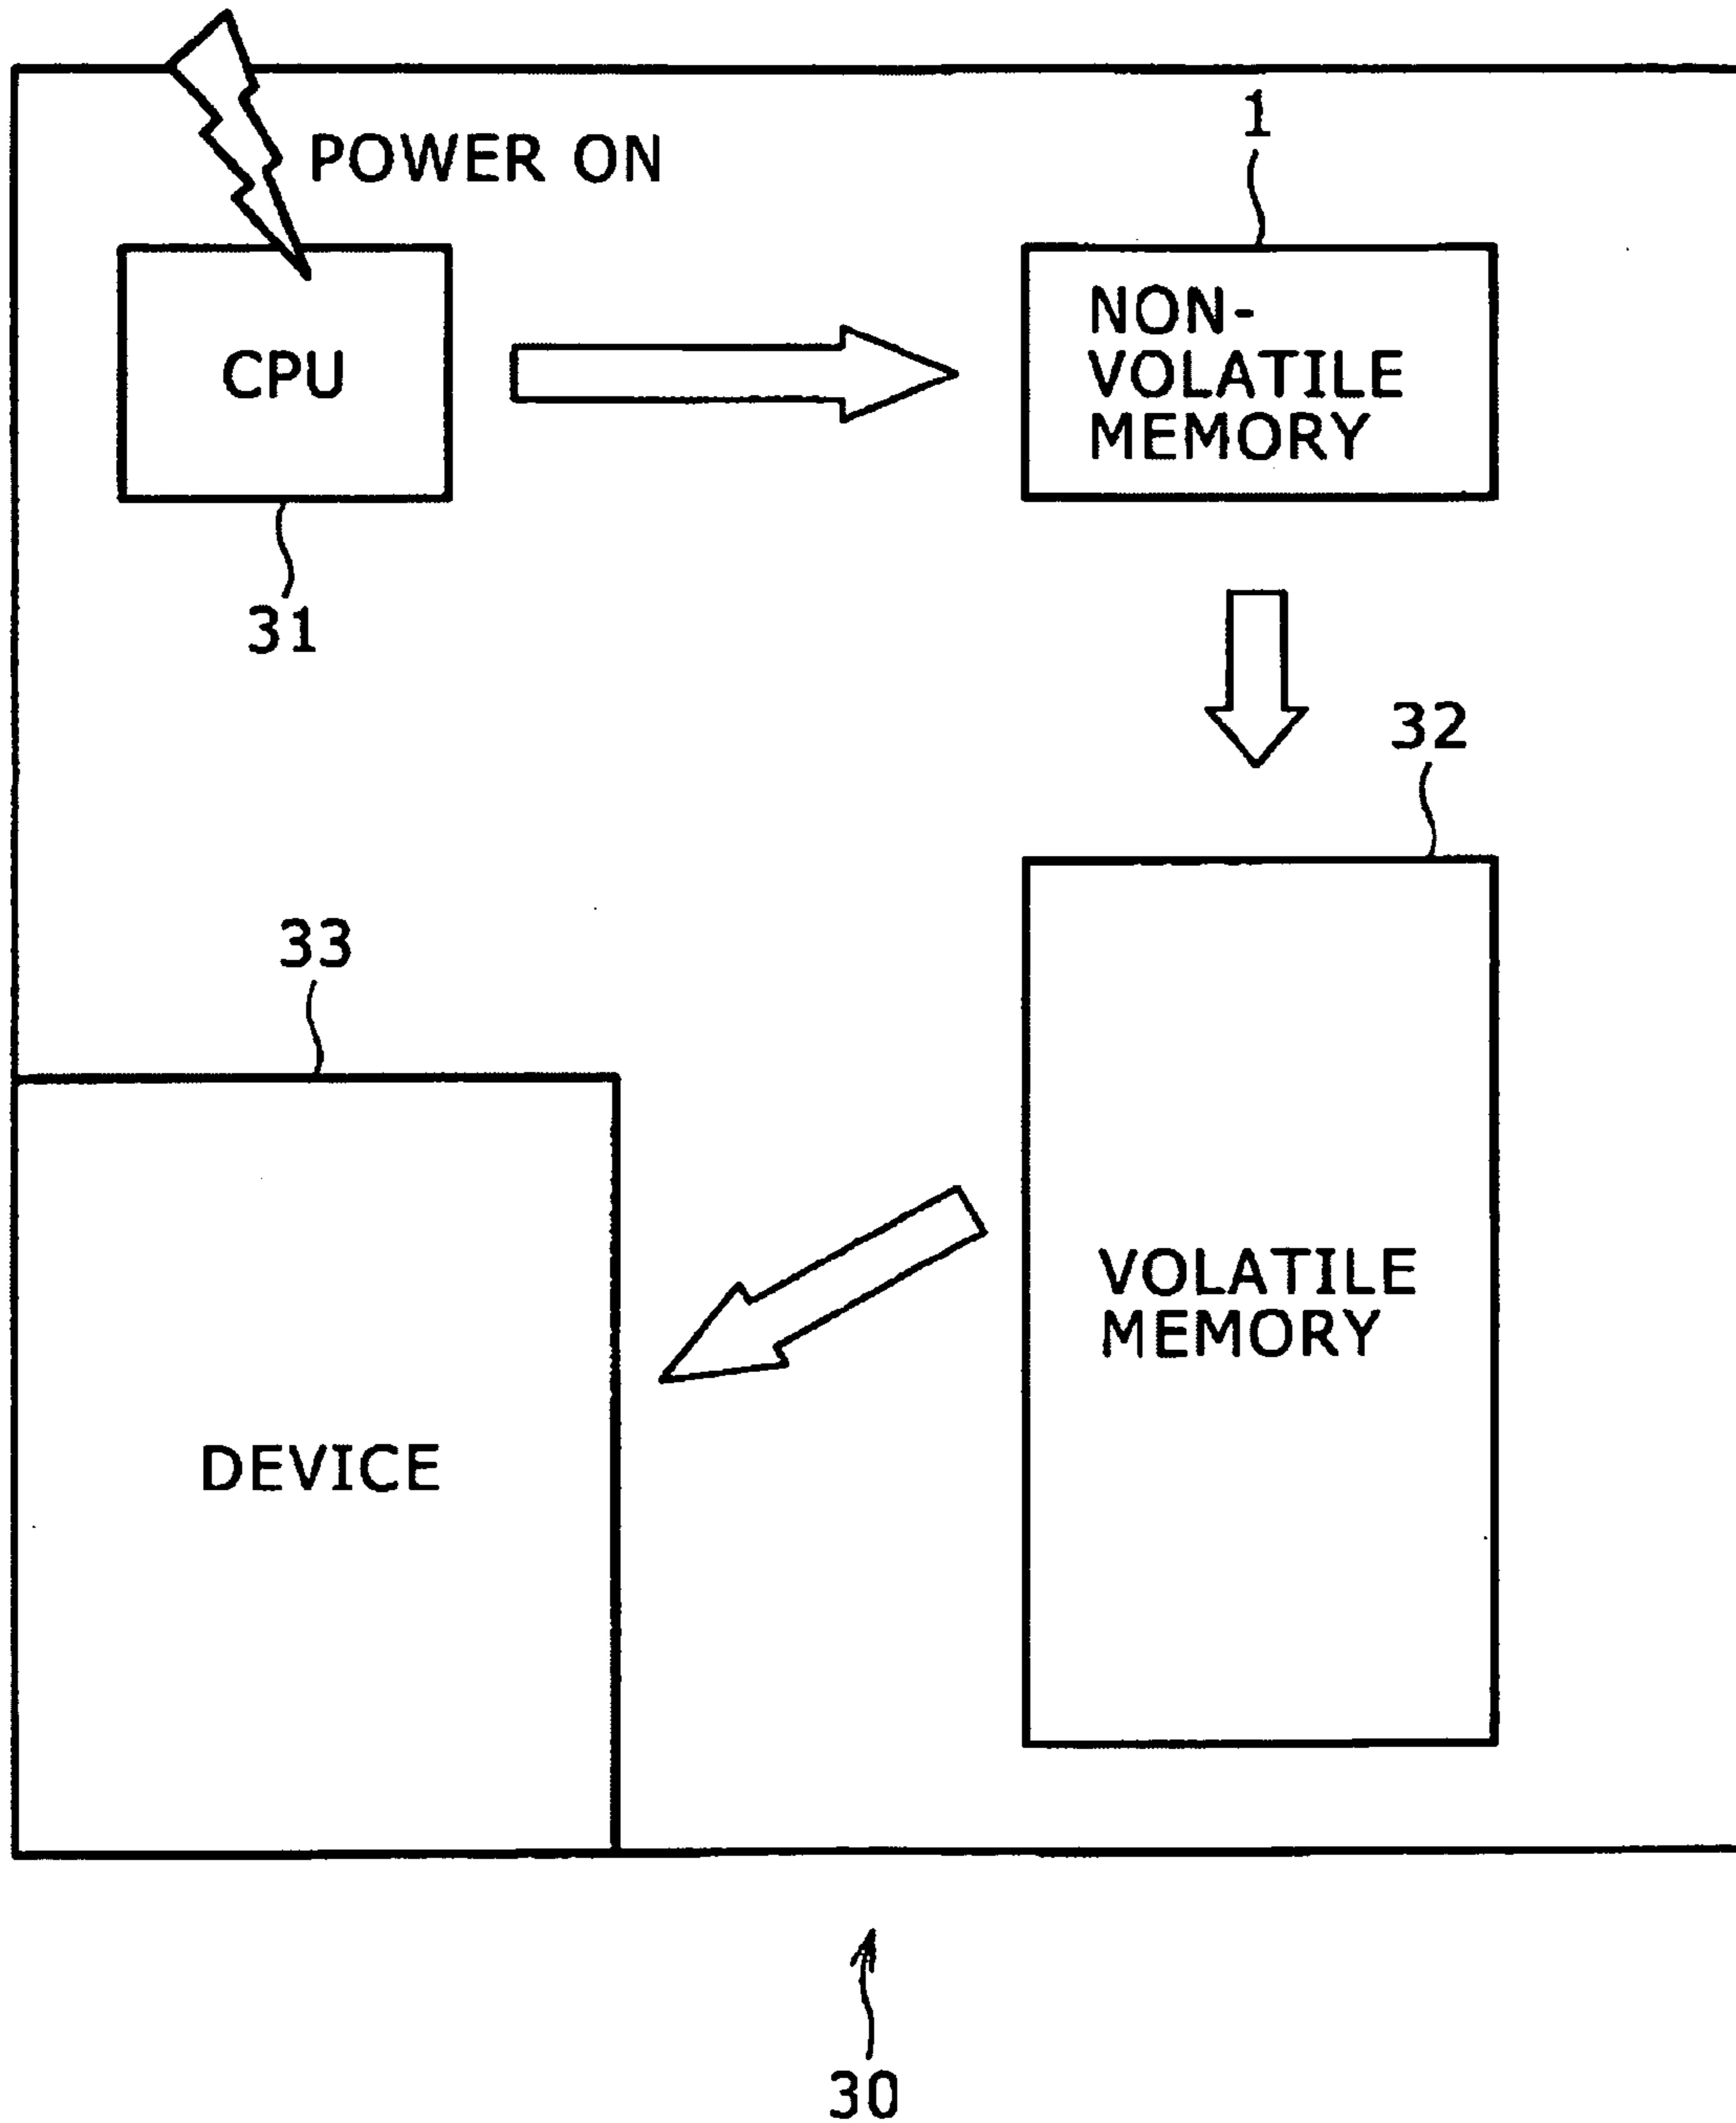 POWER ON
1
CPU
NON-
VOLATILE
MEMORY
31
32
33
VOLATILE
MEMORY
DEVICE
30